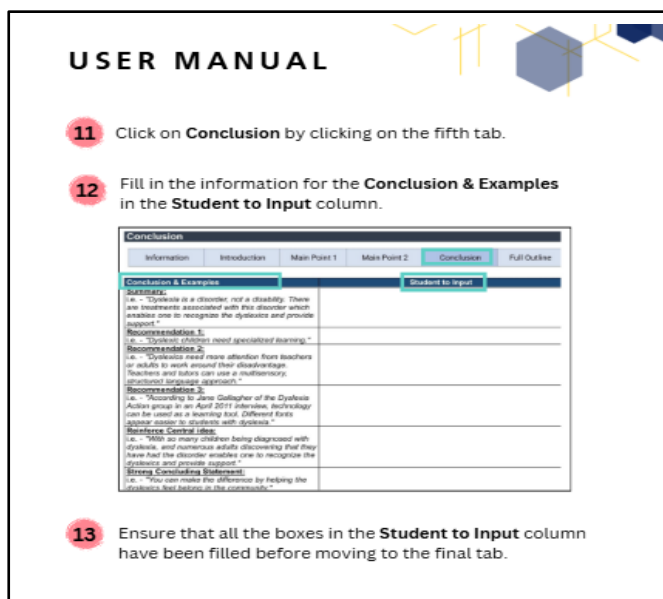 USER MANUAL
11 Click on Conclusion by clicking on the fifth tab.
12 Fill in the information for the Conclusion & Examples
in the Student to Input column.
Conclusion
Information Introduction Main Point 1 Main Point 2 Conclusion Full Outline
Conclusion & Examples Student to Input
Summary:
i.e. - "Dyslexia is a disorder, not a disability. There
are treatments associated with this disorder which
enables one to recognize the dyslexics and provide
support."
Recommendation 1:
i.e. - "Dyslexic children need specialized learning."
Recommendation 2:
i.e. - "Dyslexics need more attention from teachers
or adults to work around their disadvantage.
Teachers and tutors can use a multisensory,
structured language approach."
Recommendation 3:
i.e. - "According to Jane Gallagher of the Dyslexia
Action group in an April 2011 interview, technology
can be used as a learning tool. Different fonts
appear easier to students with dyslexia."
Reinforce Central idea:
i.e. - "With so many children being diagnosed with
dyslexia, and numerous adults discovering that they
have had the disorder enables one to recognize the
dyslexics and provide support."
Strong Concluding Statement:
i.e. - "You can make the difference by helping the
dyslexics feel belong in the community."
13 Ensure that all the boxes in the Student to Input column
have been filled before moving to the final tab.